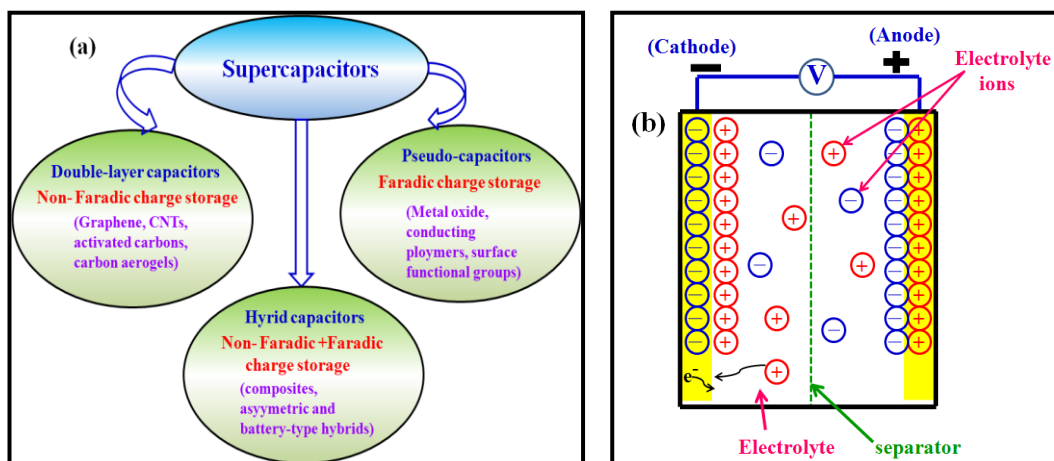 (a)
Supercapacitors
Double-layer capacitors
Non- Faradic charge storage
(Graphene, CNTs,
activated carbons,
carbon aerogels)
Pseudo-capacitors
Faradic charge storage
(Metal oxide,
conducting
ploymers, surface
functional groups)
Hyrid capacitors
Non- Faradic +Faradic
charge storage
(composites,
asyymetric and
battery-type hybrids)
(b)
(Cathode)
(Anode)
V
Electrolyte
ions
e-
Electrolyte
separator